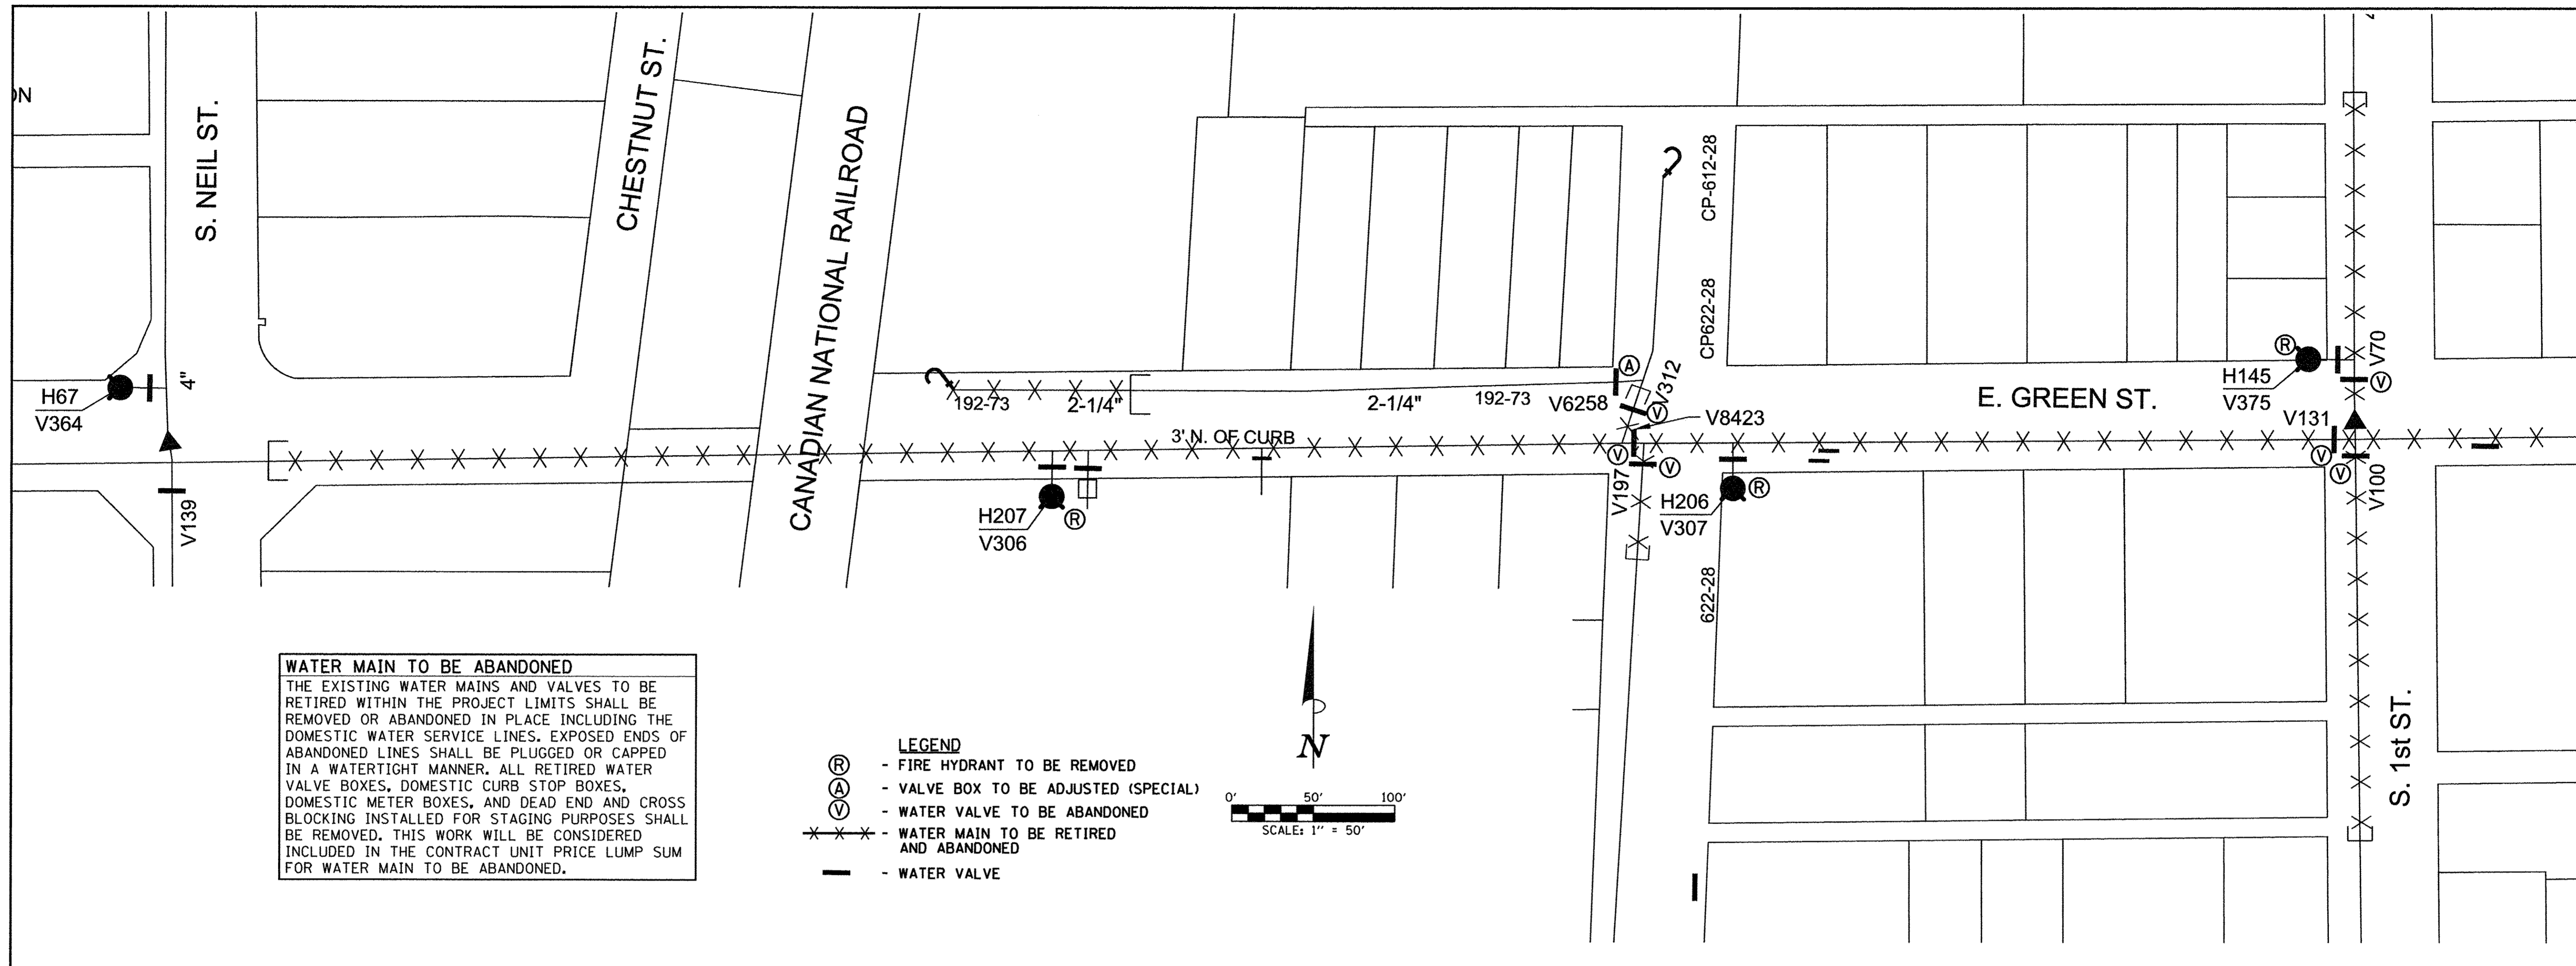 ON
S. NEIL ST.
CHESTNUT ST.
CANADIAN NATIONAL RAILROAD
CP-612-28
CP622-28
H67
V364
4"
V139
192-73
2-1/4"
2-1/4"
192-73
V6258
A
V312
V
V8423
3' N. OF CURB
V
V
V197
H207
V306
R
H206
V307
R
622-28
E. GREEN ST.
R
H145
V375
V70
V
V131
V
V
V100
S. 1st ST.
WATER MAIN TO BE ABANDONED
THE EXISTING WATER MAINS AND VALVES TO BE
RETIRED WITHIN THE PROJECT LIMITS SHALL BE
REMOVED OR ABANDONED IN PLACE INCLUDING THE
DOMESTIC WATER SERVICE LINES. EXPOSED ENDS OF
ABANDONED LINES SHALL BE PLUGGED OR CAPPED
IN A WATERTIGHT MANNER. ALL RETIRED WATER
VALVE BOXES, DOMESTIC CURB STOP BOXES,
DOMESTIC METER BOXES, AND DEAD END AND CROSS
BLOCKING INSTALLED FOR STAGING PURPOSES SHALL
BE REMOVED. THIS WORK WILL BE CONSIDERED
INCLUDED IN THE CONTRACT UNIT PRICE LUMP SUM
FOR WATER MAIN TO BE ABANDONED.
LEGEND
R - FIRE HYDRANT TO BE REMOVED
A - VALVE BOX TO BE ADJUSTED (SPECIAL)
V - WATER VALVE TO BE ABANDONED
X X X - WATER MAIN TO BE RETIRED
AND ABANDONED
- WATER VALVE
N
0' 50' 100'
SCALE: 1" = 50'